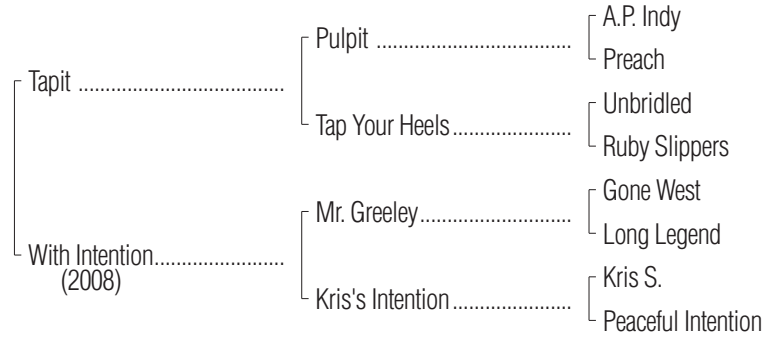 A.P. Indy
Pulpit ....................................
Preach
Tapit ......................................
Unbridled
Tap Your Heels......................
Ruby Slippers
Gone West
Mr. Greeley............................
Long Legend
With Intention........................
(2008)
Kris S.
Kris's Intention ......................
Peaceful Intention